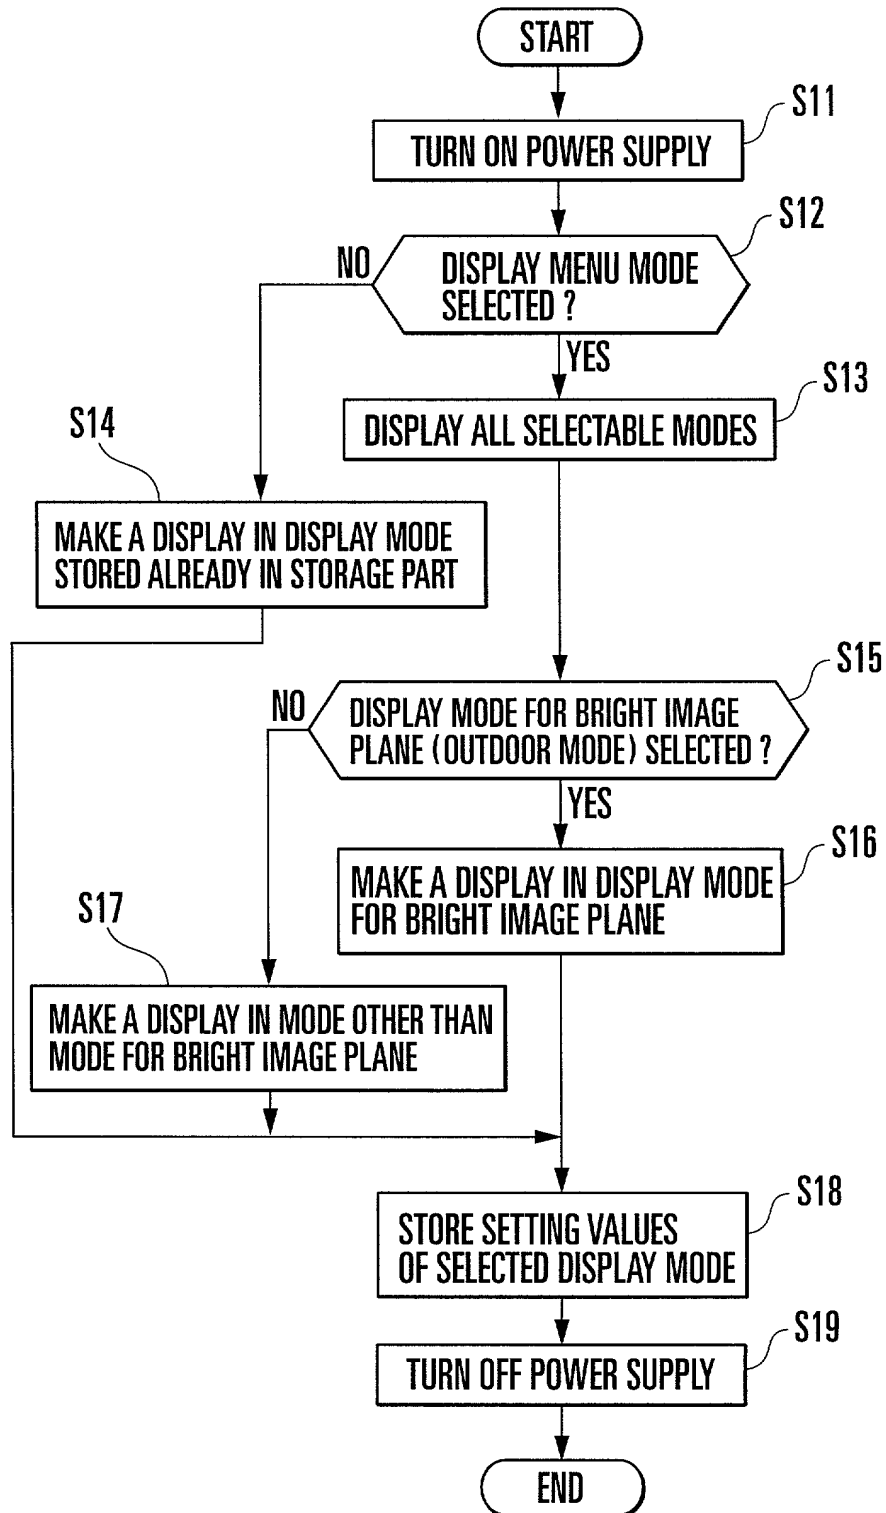 START
S11
TURN ON POWER SUPPLY
S12
NO
DISPLAY MENU MODE
SELECTED ?
YES
S13
DISPLAY ALL SELECTABLE MODES
S14
MAKE A DISPLAY IN DISPLAY MODE
STORED ALREADY IN STORAGE PART
S15
NO
DISPLAY MODE FOR BRIGHT IMAGE
PLANE (OUTDOOR MODE) SELECTED ?
YES
S16
MAKE A DISPLAY IN DISPLAY MODE
FOR BRIGHT IMAGE PLANE
S17
MAKE A DISPLAY IN MODE OTHER THAN
MODE FOR BRIGHT IMAGE PLANE
S18
STORE SETTING VALUES
OF SELECTED DISPLAY MODE
S19
TURN OFF POWER SUPPLY
END